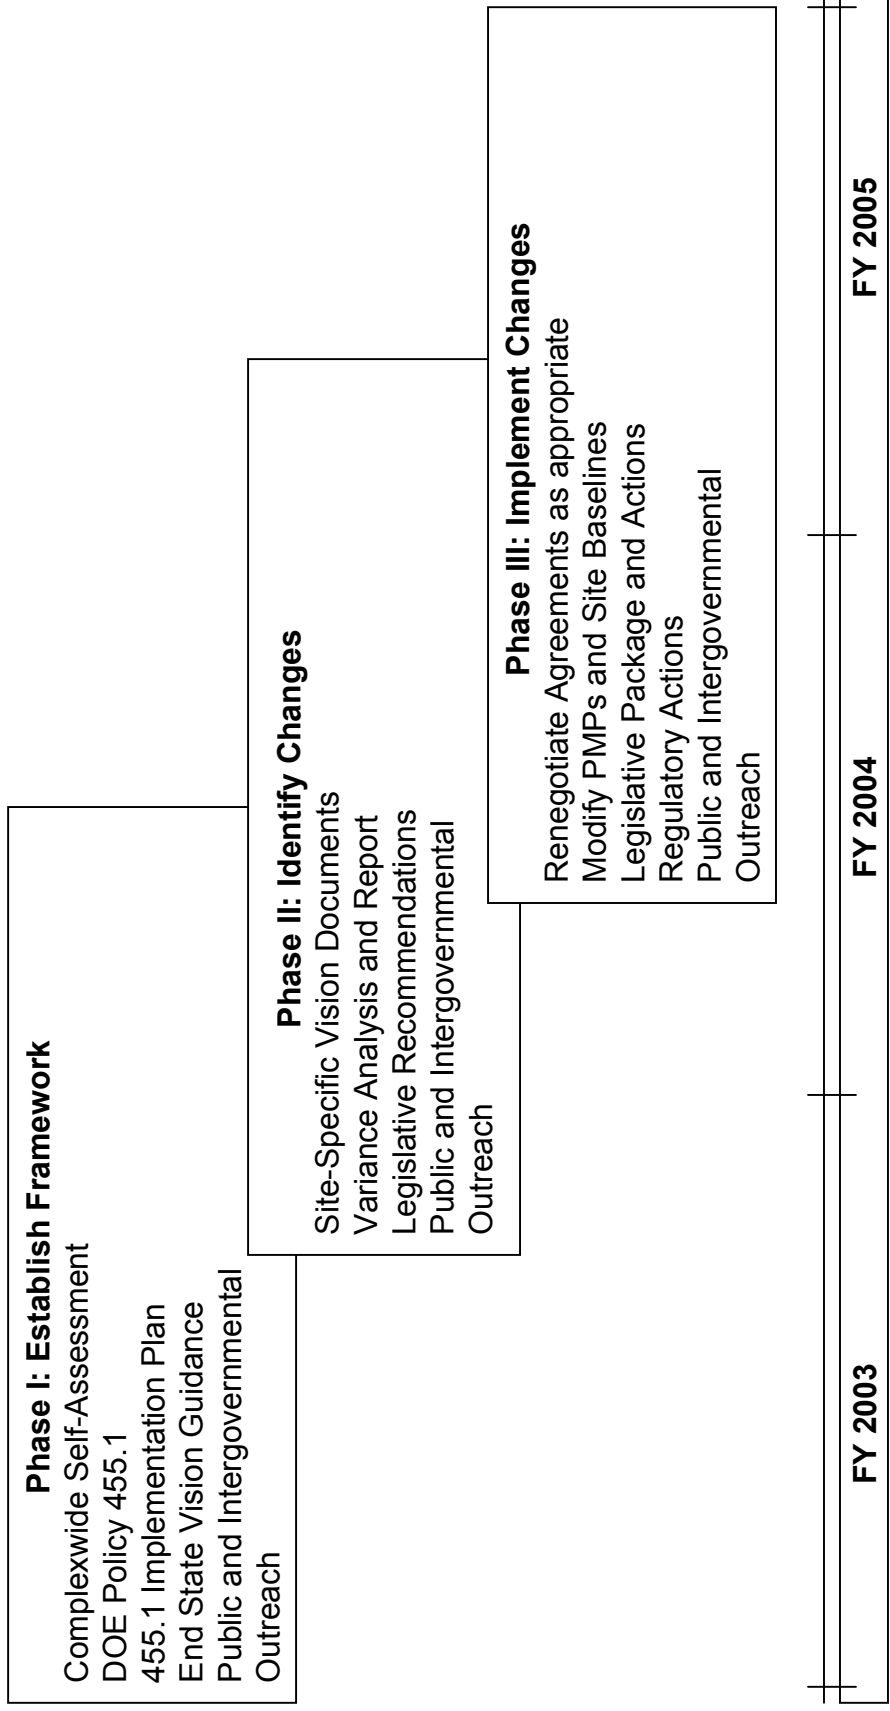 Phase I: Establish Framework
Complexwide Self-Assessment
DOE Policy 455.1
455.1 Implementation Plan
End State Vision Guidance
Public and Intergovernmental
Outreach
Phase II: Identify Changes
Site-Specific Vision Documents
Variance Analysis and Report
Legislative Recommendations
Public and Intergovernmental
Outreach
Phase III: Implement Changes
Renegotiate Agreements as appropriate
Modify PMPs and Site Baselines
Legislative Package and Actions
Regulatory Actions
Public and Intergovernmental
Outreach
FY 2003
FY 2004
FY 2005